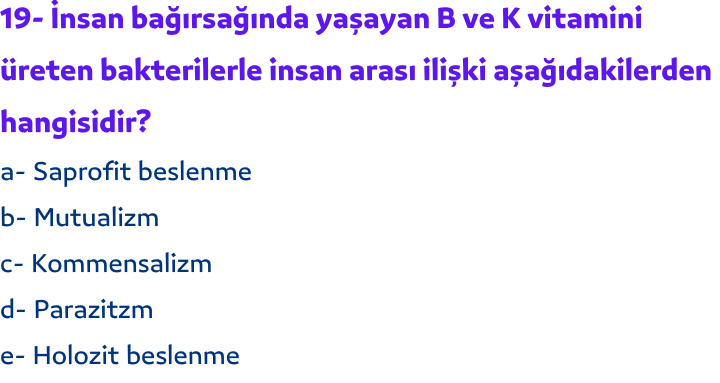 19- İnsan bağırsağında yaşayan B ve K vitamini
üreten bakterilerle insan arası ilişki aşağıdakilerden
hangisidir?
a- Saprofit beslenme
b- Mutualizm
c- Kommensalizm
d- Parazitzm
e- Holozit beslenme